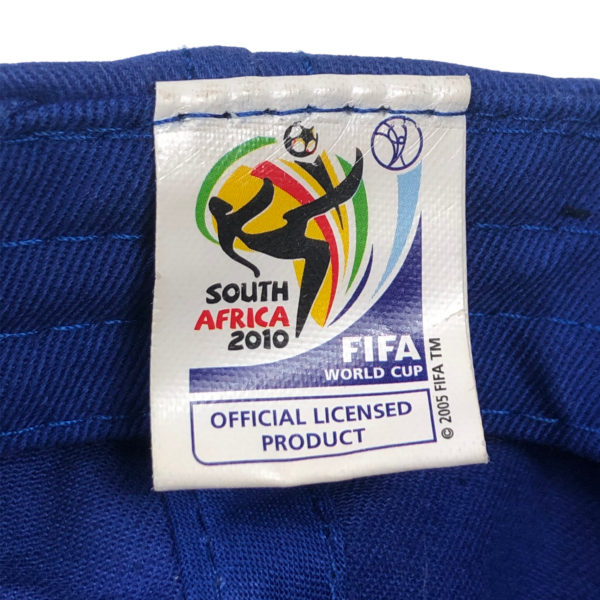 SOUTH
AFRICA
2010
FIFA
WORLD CUP
OFFICIAL LICENSED
PRODUCT
© 2005 FIFA TM